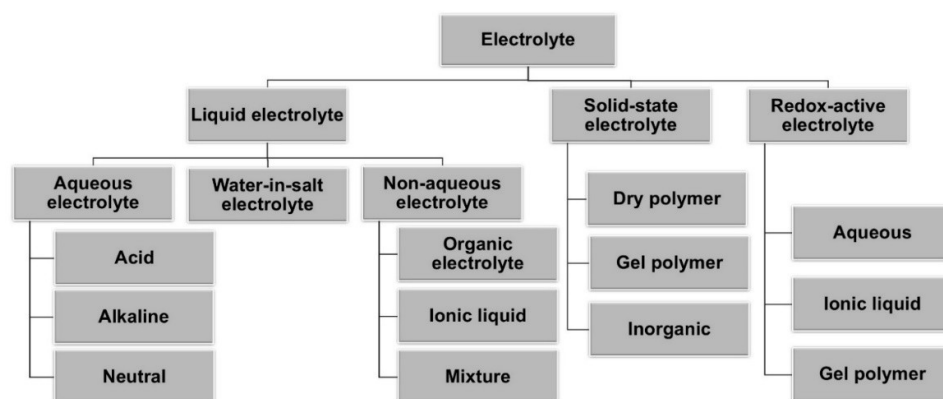 Electrolyte
Liquid electrolyte
Solid-state
electrolyte
Redox-active
electrolyte
Aqueous
electrolyte
Water-in-salt
electrolyte
Non-aqueous
electrolyte
Acid
Alkaline
Neutral
Organic
electrolyte
Ionic liquid
Mixture
Dry polymer
Gel polymer
Inorganic
Aqueous
Ionic liquid
Gel polymer